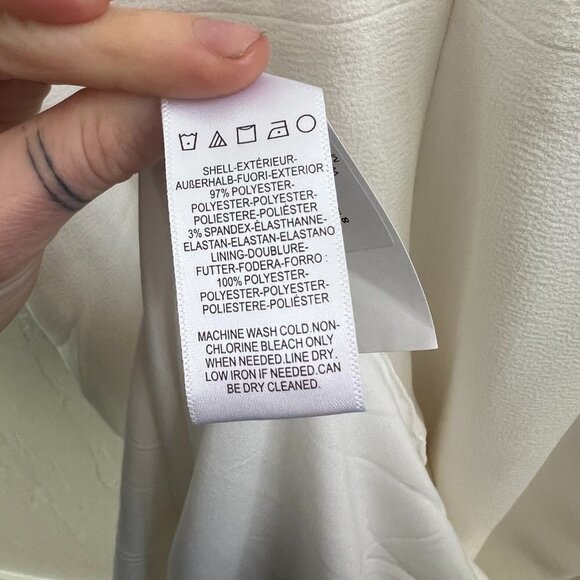 SHELL-EXTÉRIEUR-
AUßERHALB-FUORI-EXTERIOR :
97% POLYESTER-
POLYESTER-POLYESTER-
POLIESTERE-POLIÉSTER
3% SPANDEX-ÉLASTHANNE-
ELASTAN-ELASTAN-ELASTANO
LINING-DOUBLURE-
FUTTER-FODERA-FORRO :
100% POLYESTER-
POLYESTER-POLYESTER-
POLIESTERE-POLIÉSTER
MACHINE WASH COLD.NON-
CHLORINE BLEACH ONLY
WHEN NEEDED.LINE DRY.
LOW IRON IF NEEDED.CAN
BE DRY CLEANED.